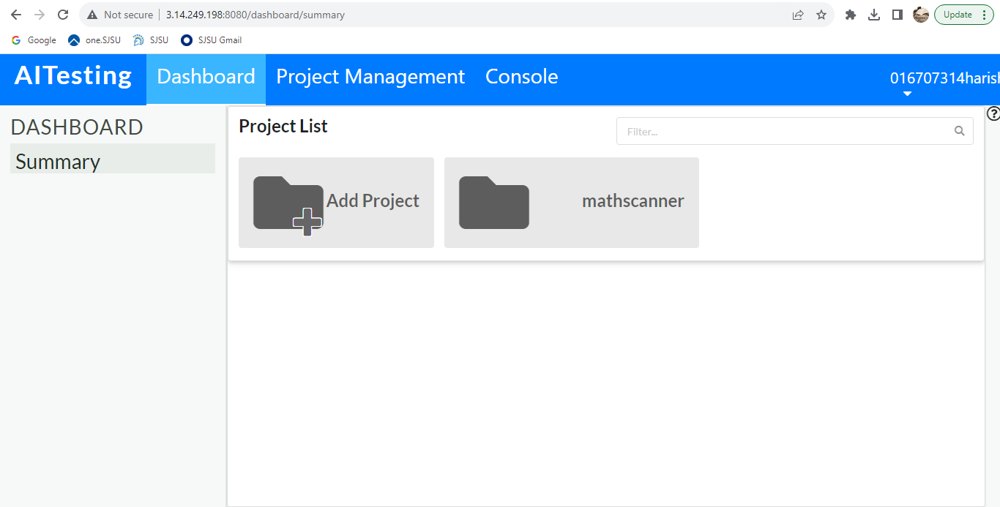 Not secure 3.14.249.198:8080/dashboard/summary Update
Google one.SJSU SJSU SJSU Gmail
AITesting Dashboard Project Management Console 016707314harish
DASHBOARD
Summary
Project List
Filter...
Add Project
mathscanner
?